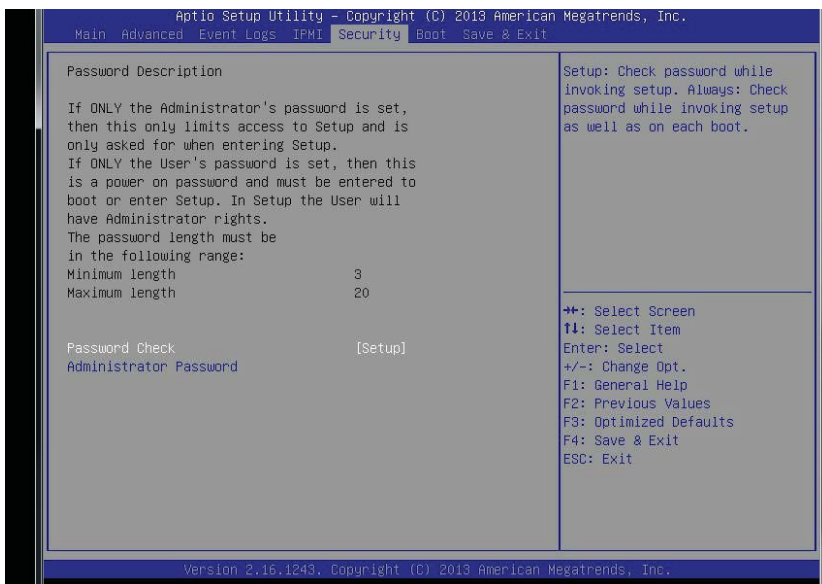 Aptio Setup Utility – Copyright (C) 2013 American Megatrends, Inc.
Main Advanced Event Logs IPMI Security Boot Save & Exit
Password Description
If ONLY the Administrator's password is set,
then this only limits access to Setup and is
only asked for when entering Setup.
If ONLY the User's password is set, then this
is a power on password and must be entered to
boot or enter Setup. In Setup the User will
have Administrator rights.
The password length must be
in the following range:
Minimum length 3
Maximum length 20
Password Check [Setup]
Administrator Password
Setup: Check password while
invoking setup. Always: Check
password while invoking setup
as well as on each boot.
→←: Select Screen
↑↓: Select Item
Enter: Select
+/-: Change Opt.
F1: General Help
F2: Previous Values
F3: Optimized Defaults
F4: Save & Exit
ESC: Exit
Version 2.16.1243. Copyright (C) 2013 American Megatrends, Inc.